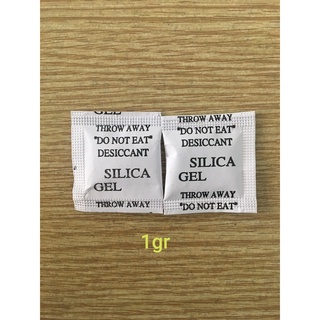 GEL
THROW AWAY
"DO NOT EAT"
DESICCANT
SILICA
GEL
THROW AWAY
THROW AWAY
"DO NOT EAT"
DESICCANT
SILICA
GEL
THROW AWAY
"DO NOT EAT"
1gr